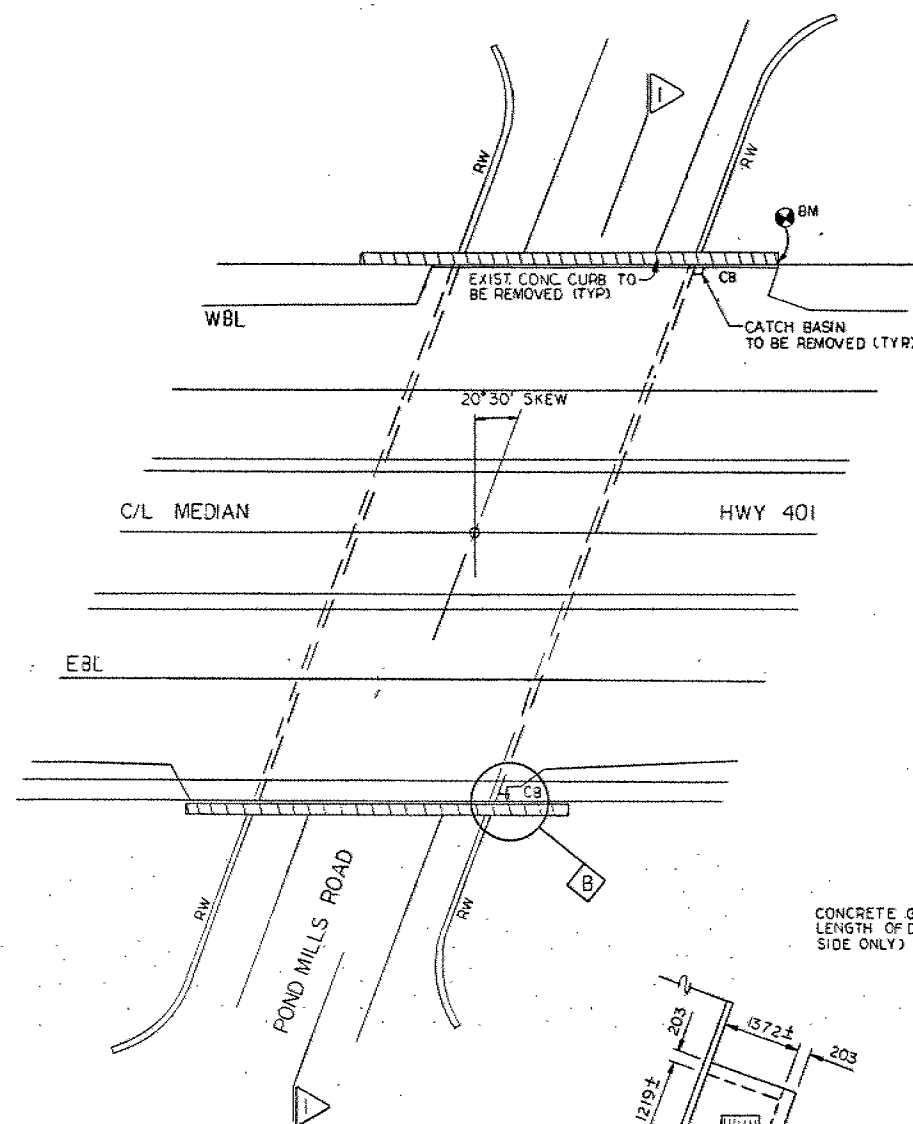 1
RW
RW
BM
EXIST. CONC. CURB TO
BE REMOVED (TYP)
CB
WBL
CATCH BASIN
TO BE REMOVED (TYP)
20°30' SKEW
C/L MEDIAN
HWY 401
EBL
CB
B
RW
POND MILLS ROAD
RW
CONCRETE
LENGTH OF
SIDE ONLY)
203
1372±
203
1219±
1